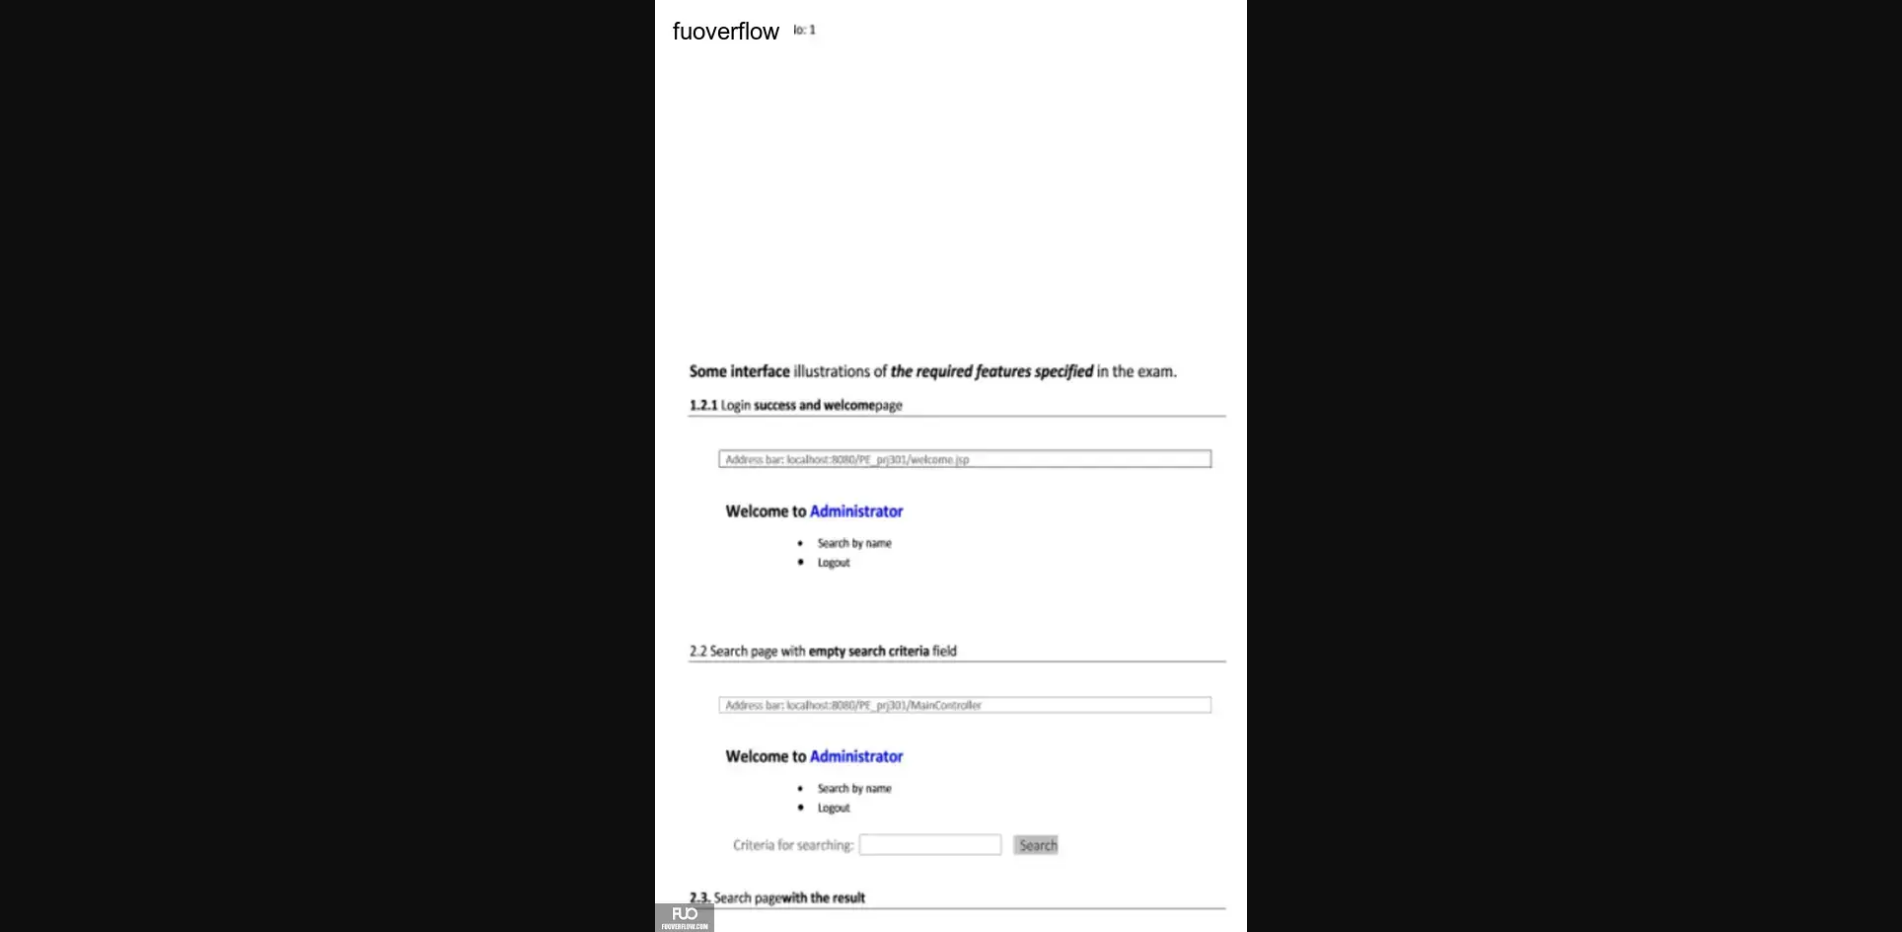 fuoverflow lo: 1
Some interface illustrations of the required features specified in the exam.
1.2.1 Login success and welcomepage
Address bar: localhost:8080/PE_prj301/welcome.jsp
Welcome to Administrator
• Search by name
• Logout
2.2 Search page with empty search criteria field
Address bar: localhost:8080/PE_prj301/MainController
Welcome to Administrator
• Search by name
• Logout
Criteria for searching: Search
2.3. Search pagewith the result
FUO
FUOVERFLOW.COM